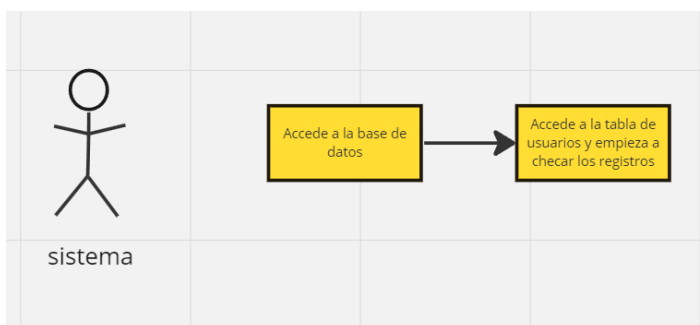 Accede a la base de
datos
Accede a la tabla de
usuarios y empieza a
checar los registros
sistema